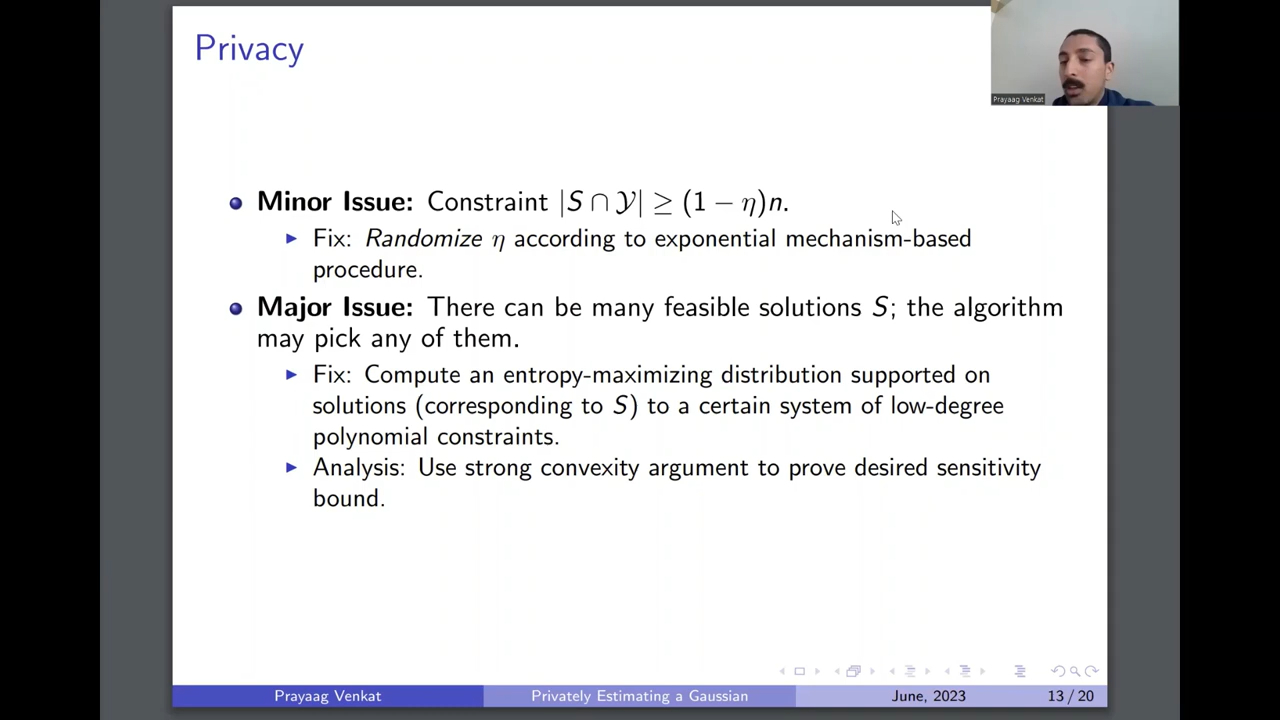 Privacy
Prayaag Venkat
Minor Issue: Constraint |S ∩ 𝒴| ≥ (1 − η)n.
Fix: Randomize η according to exponential mechanism-based
procedure.
Major Issue: There can be many feasible solutions S; the algorithm
may pick any of them.
Fix: Compute an entropy-maximizing distribution supported on
solutions (corresponding to S) to a certain system of low-degree
polynomial constraints.
Analysis: Use strong convexity argument to prove desired sensitivity
bound.
Prayaag Venkat Privately Estimating a Gaussian June, 2023 13 / 20